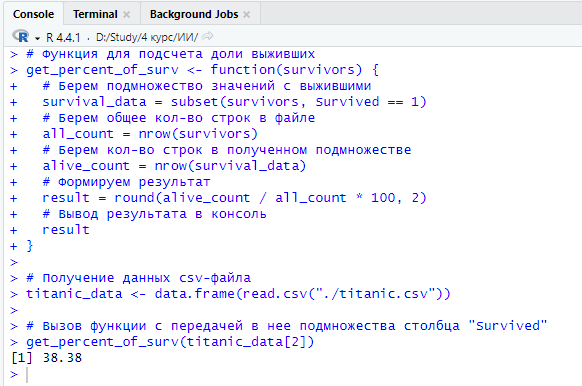 Console Terminal × Background Jobs ×
R R 4.4.1 · D:/Study/4 курс/ИИ/
> # Функция для подсчета доли выживших
> get_percent_of_surv <- function(survivors) {
+   # Берем подмножество значений с выжившими
+   survival_data = subset(survivors, Survived == 1)
+   # Берем общее кол-во строк в файле
+   all_count = nrow(survivors)
+   # Берем кол-во строк в полученном подмножестве
+   alive_count = nrow(survival_data)
+   # Формируем результат
+   result = round(alive_count / all_count * 100, 2)
+   # Вывод результата в консоль
+   result
+ }
>
> # Получение данных csv-файла
> titanic_data <- data.frame(read.csv("./titanic.csv"))
>
> # Вызов функции с передачей в нее подмножества столбца "Survived"
> get_percent_of_surv(titanic_data[2])
[1] 38.38
>